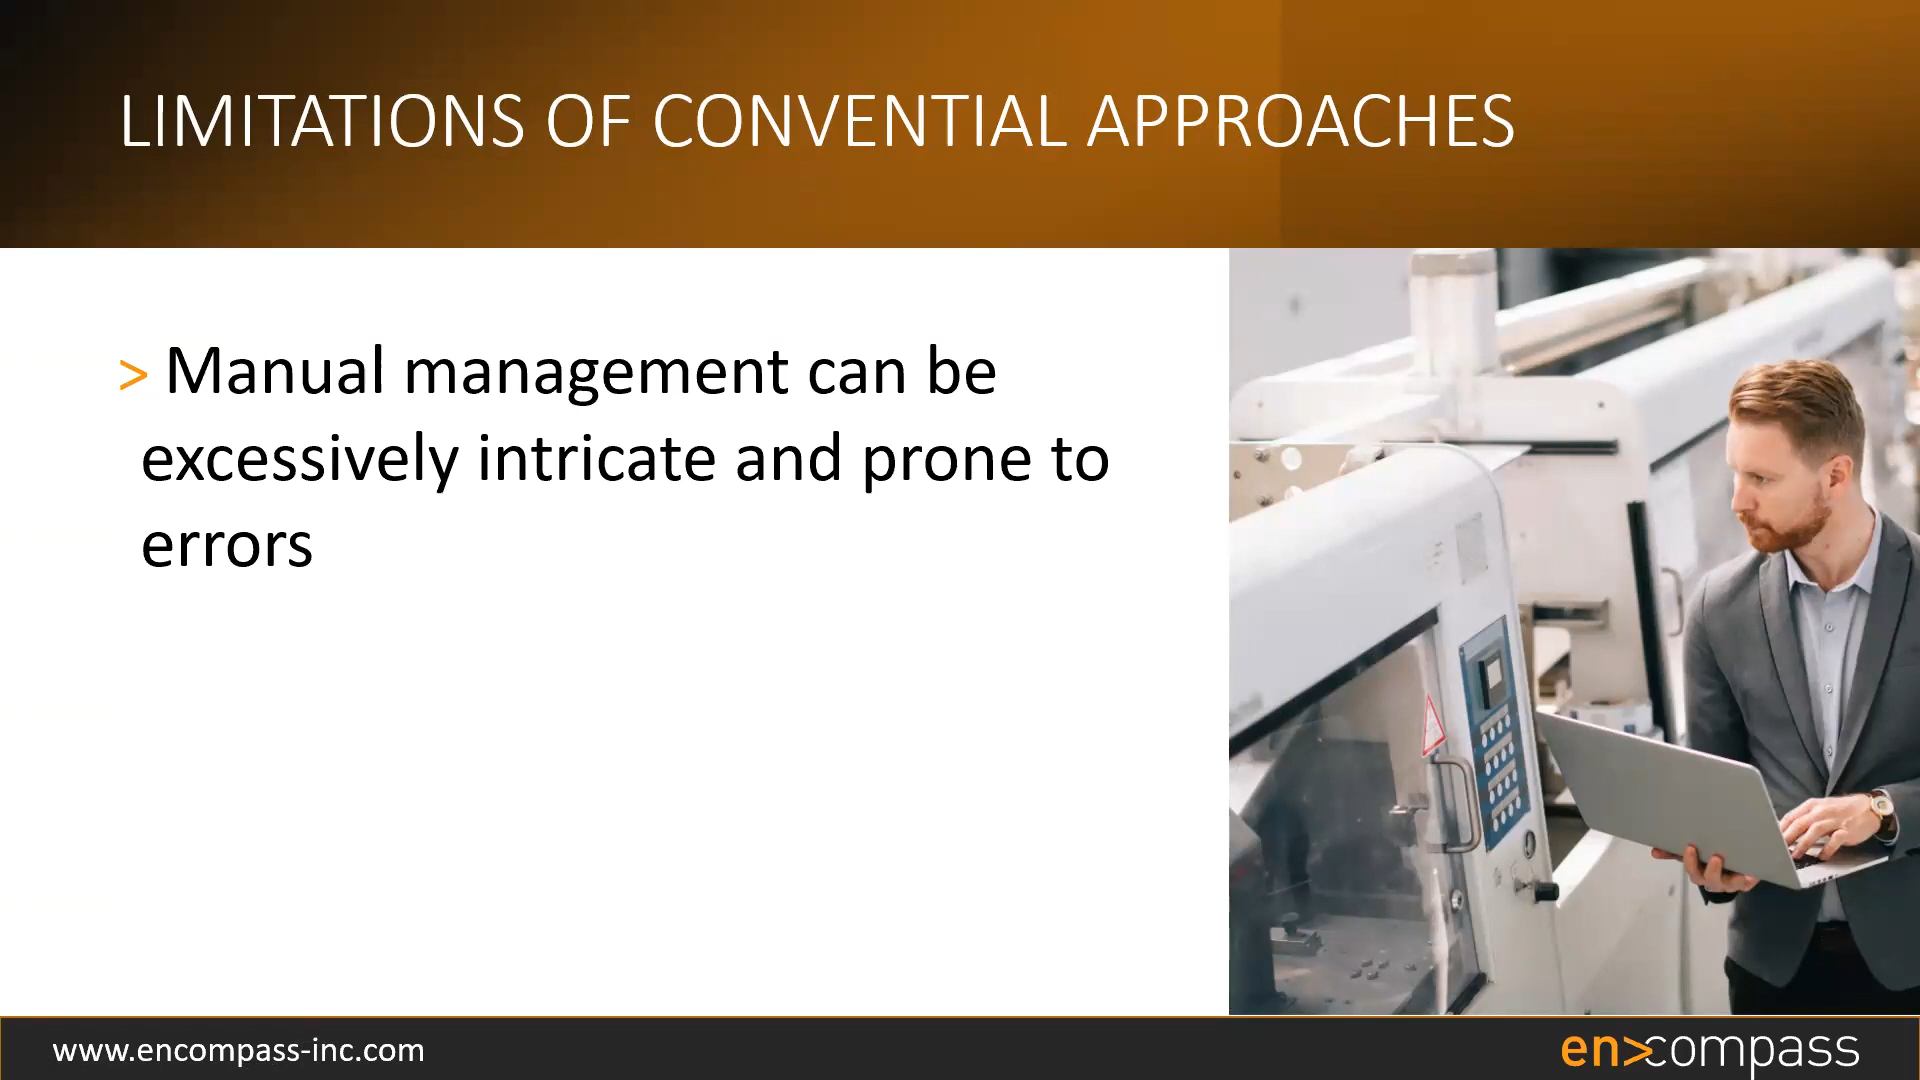 LIMITATIONS OF CONVENTIAL APPROACHES
> Manual management can be
excessively intricate and prone to
errors
www.encompass-inc.com
en>compass